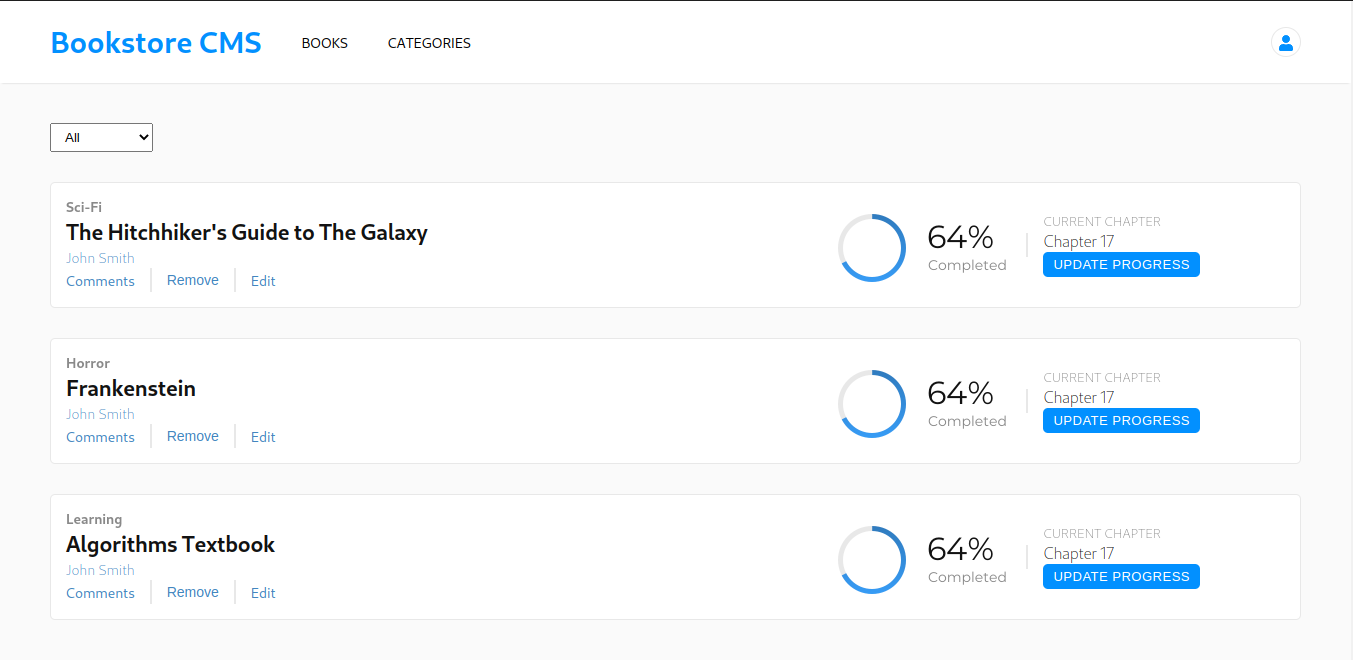 Bookstore CMS BOOKS CATEGORIES
All
Sci-Fi
The Hitchhiker's Guide to The Galaxy
John Smith
Comments Remove Edit
64%
Completed
CURRENT CHAPTER
Chapter 17
UPDATE PROGRESS
Horror
Frankenstein
John Smith
Comments Remove Edit
64%
Completed
CURRENT CHAPTER
Chapter 17
UPDATE PROGRESS
Learning
Algorithms Textbook
John Smith
Comments Remove Edit
64%
Completed
CURRENT CHAPTER
Chapter 17
UPDATE PROGRESS